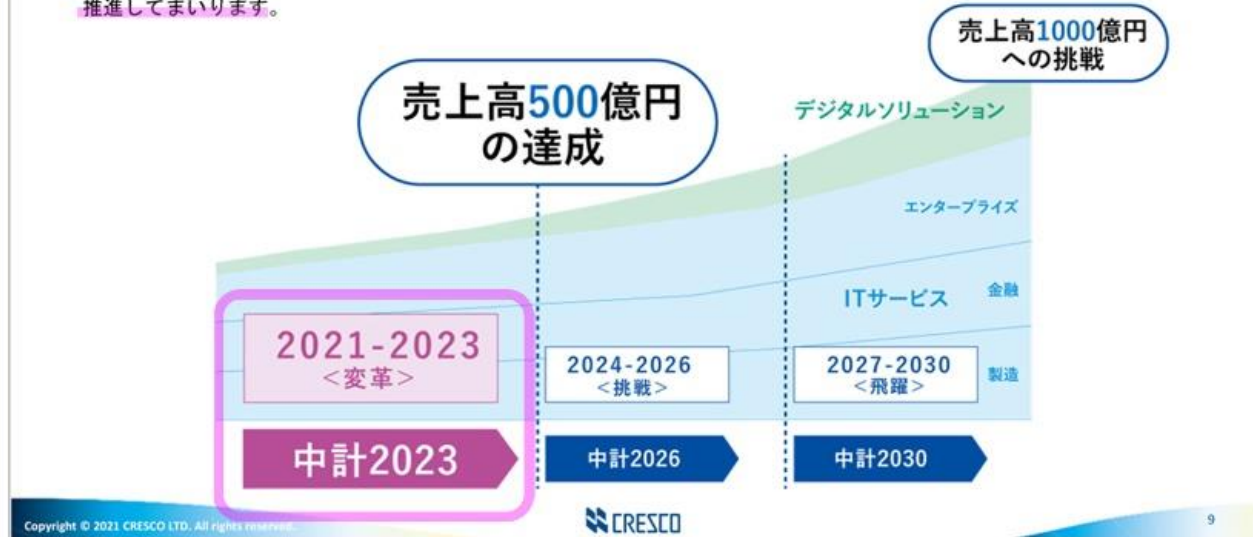 推進してまいります。
売上高1000億円
への挑戦
売上高500億円
の達成
デジタルソリューション
エンタープライズ
ITサービス
金融
製造
2021-2023
<変革>
2024-2026
<挑戦>
2027-2030
<飛躍>
中計2023
中計2026
中計2030
Copyright © 2021 CRESCO LTD. All rights reserved.
CRESCO
9